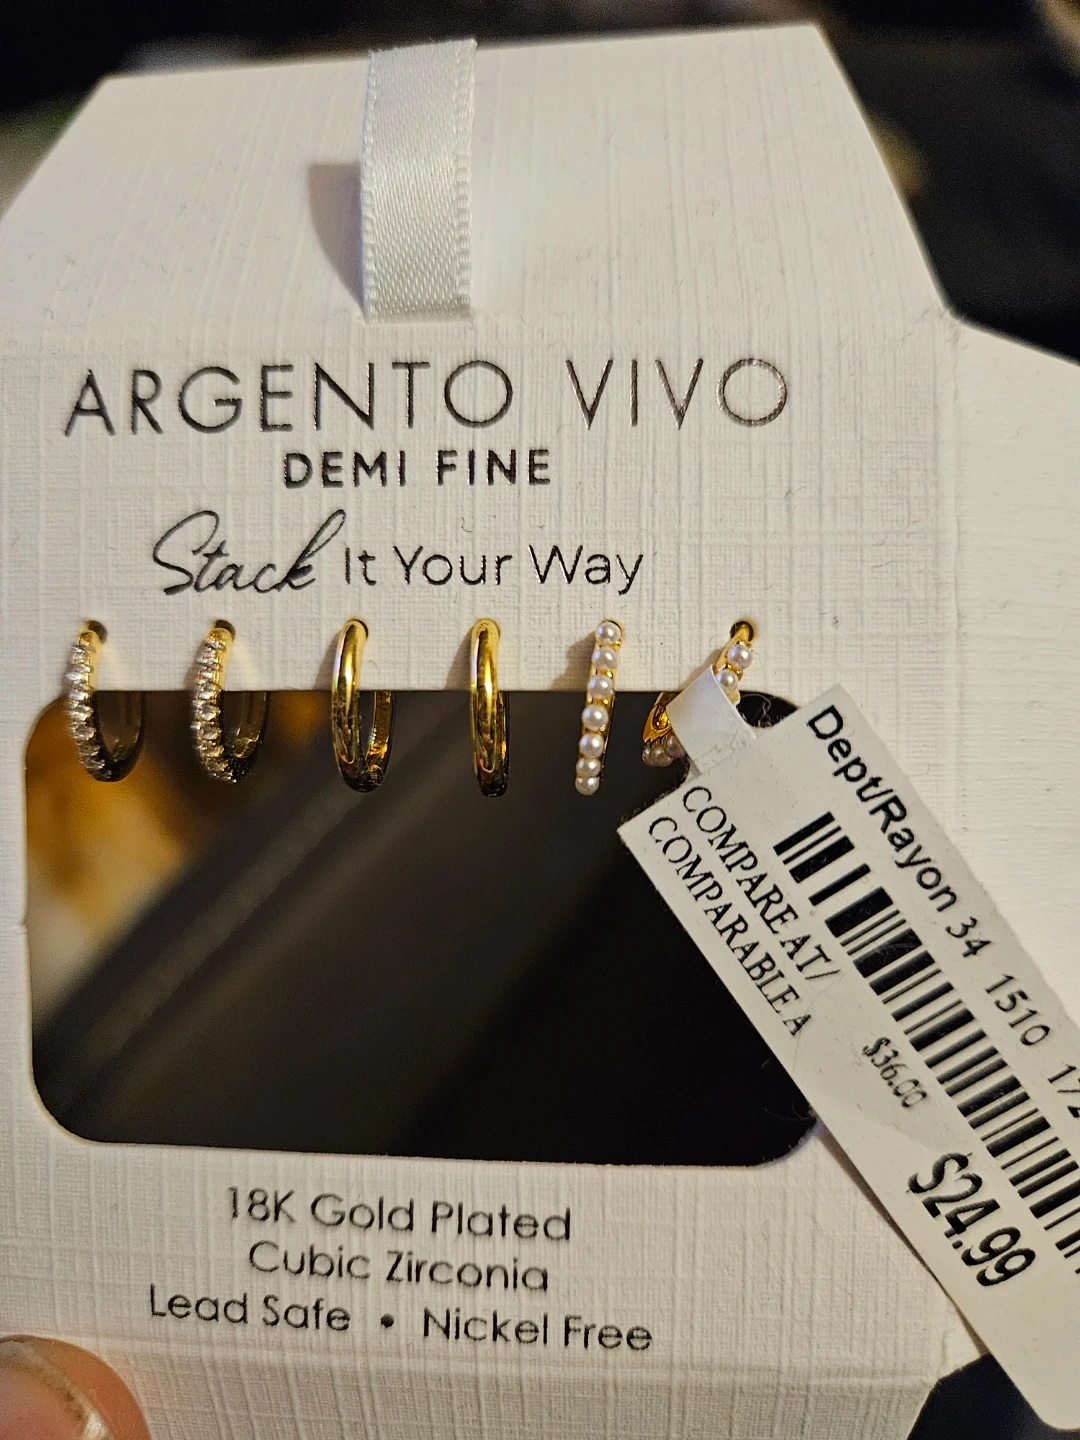 ARGENTO VIVO
DEMI FINE
Stack It Your Way
Dept/Rayon 34 1510
COMPARE AT/
COMPARABLE A
$36.00
$24.99
18K Gold Plated
Cubic Zirconia
Lead Safe • Nickel Free